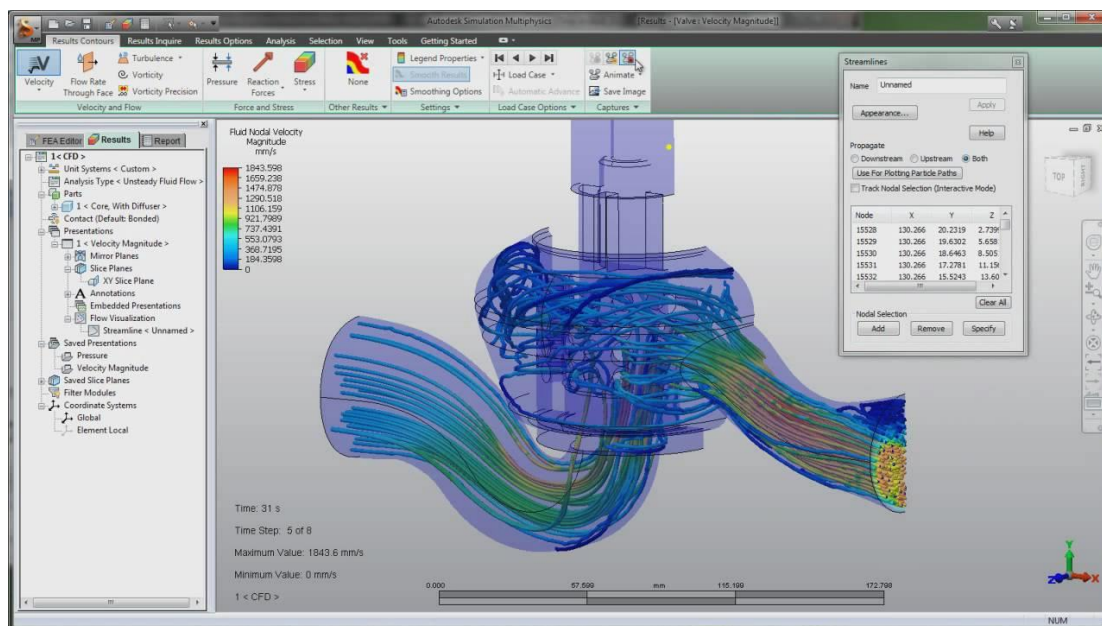 Autodesk Simulation Multiphysics
[Results - [Valve: Velocity Magnitude]]
Results Contours Results Inquire Results Options Analysis Selection View Tools Getting Started
Velocity
Flow Rate
Through Face
Turbulence
Vorticity
Vorticity Precision
Velocity and Flow
Pressure
Reaction
Forces
Stress
Force and Stress
None
Other Results
Legend Properties
Smooth Results
Smoothing Options
Settings
Load Case
Automatic Advance
Load Case Options
Animate
Save Image
Captures
FEA Editor Results Report
1< CFD >
Unit Systems < Custom >
Analysis Type < Unsteady Fluid Flow >
Parts
1 < Core, With Diffuser >
Contact (Default: Bonded)
Presentations
1 < Velocity Magnitude >
Mirror Planes
Slice Planes
XY Slice Plane
Annotations
Embedded Presentations
Flow Visualization
Streamline < Unnamed >
Saved Presentations
Pressure
Velocity Magnitude
Saved Slice Planes
Filter Modules
Coordinate Systems
Global
Element Local
Fluid Nodal Velocity
Magnitude
mm/s
1843.598
1659.238
1474.878
1290.518
1106.159
921.7989
737.4391
553.0793
368.7195
184.3598
0
Time: 31 s
Time Step: 5 of 8
Maximum Value: 1843.6 mm/s
Minimum Value: 0 mm/s
1 < CFD >
0.000 57.599 mm 115.199 172.798
Streamlines
Name Unnamed
Appearance... Apply
Help
Propagate
Downstream Upstream Both
Use For Plotting Particle Paths
Track Nodal Selection (Interactive Mode)
Node X Y Z
15528 130.266 20.2319 2.739
15529 130.266 19.6302 5.658
15530 130.266 18.6463 8.505
15531 130.266 17.2781 11.15
15532 130.266 15.5243 13.60
Clear All
Nodal Selection
Add Remove Specify
TOP
Y
Z X
NUM